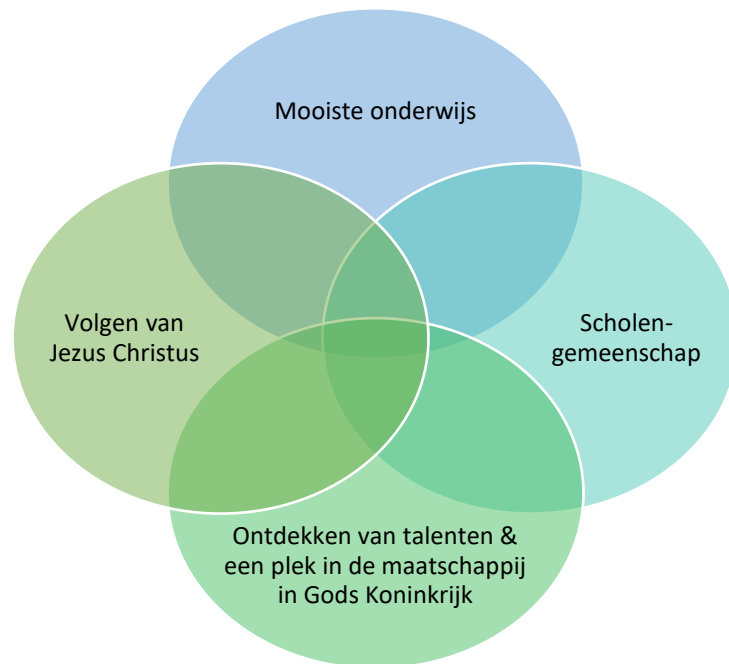 Mooiste onderwijs
Volgen van
Jezus Christus
Scholen-
gemeenschap
Ontdekken van talenten &
een plek in de maatschappij
in Gods Koninkrijk